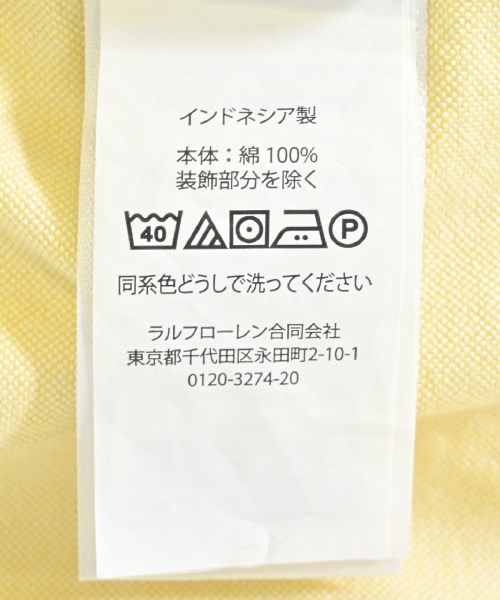 インドネシア製
本体：綿 100%
装飾部分を除く
40 P
同系色どうしで洗ってください
ラルフローレン合同会社
東京都千代田区永田町2-10-1
0120-3274-20